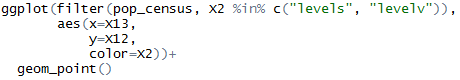 ggplot(filter(pop_census, X2 %in% c("levels", "levelv")),
       aes(x=X13,
           y=X12,
           color=X2))+
  geom_point()